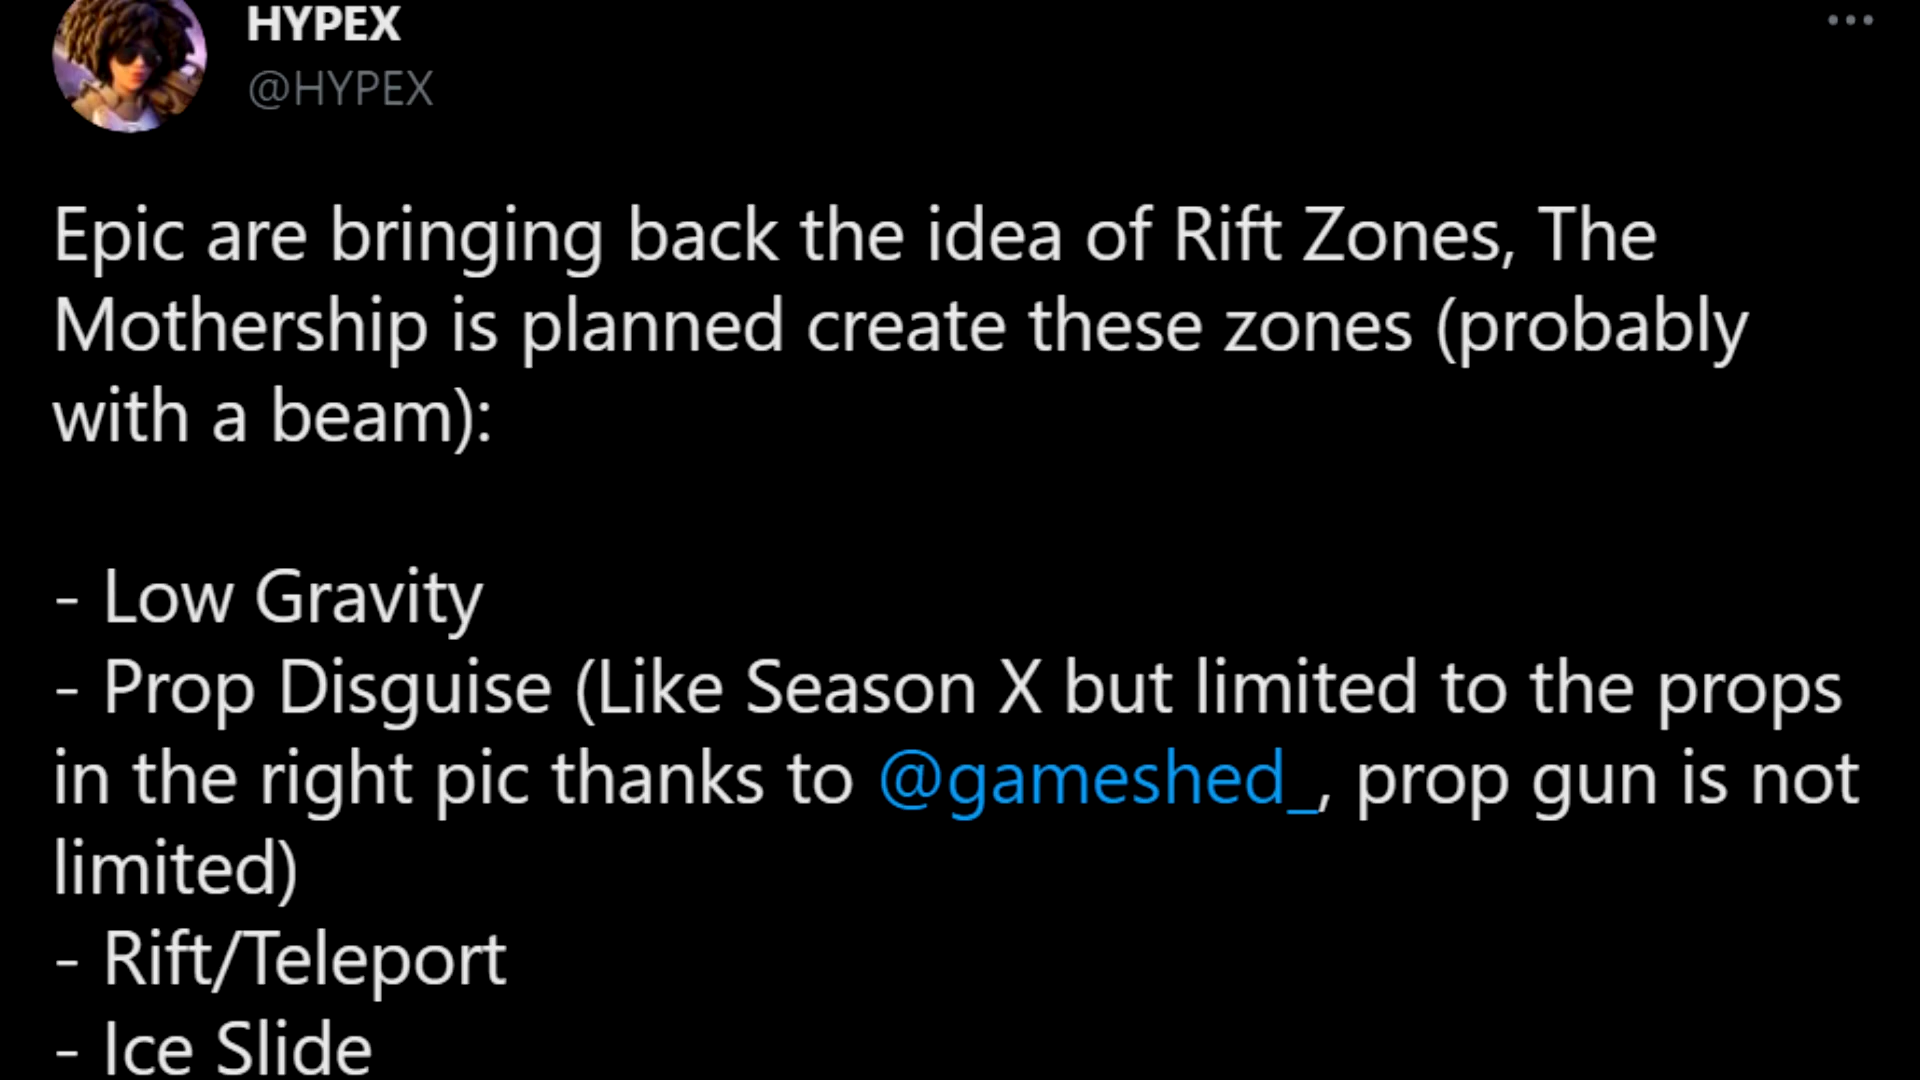 HYPEX
@HYPEX
Epic are bringing back the idea of Rift Zones, The
Mothership is planned create these zones (probably
with a beam):
- Low Gravity
- Prop Disguise (Like Season X but limited to the props
in the right pic thanks to @gameshed_, prop gun is not
limited)
- Rift/Teleport
- Ice Slide